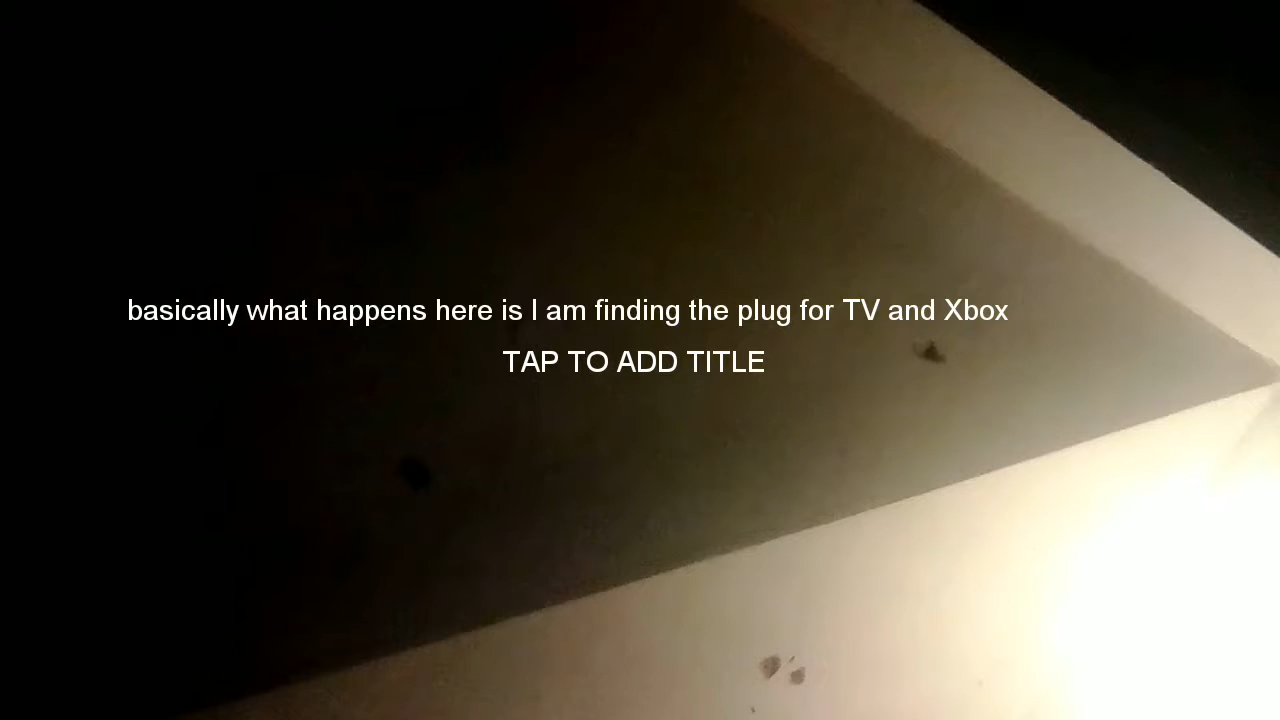 basically what happens here is I am finding the plug for TV and Xbox
TAP TO ADD TITLE